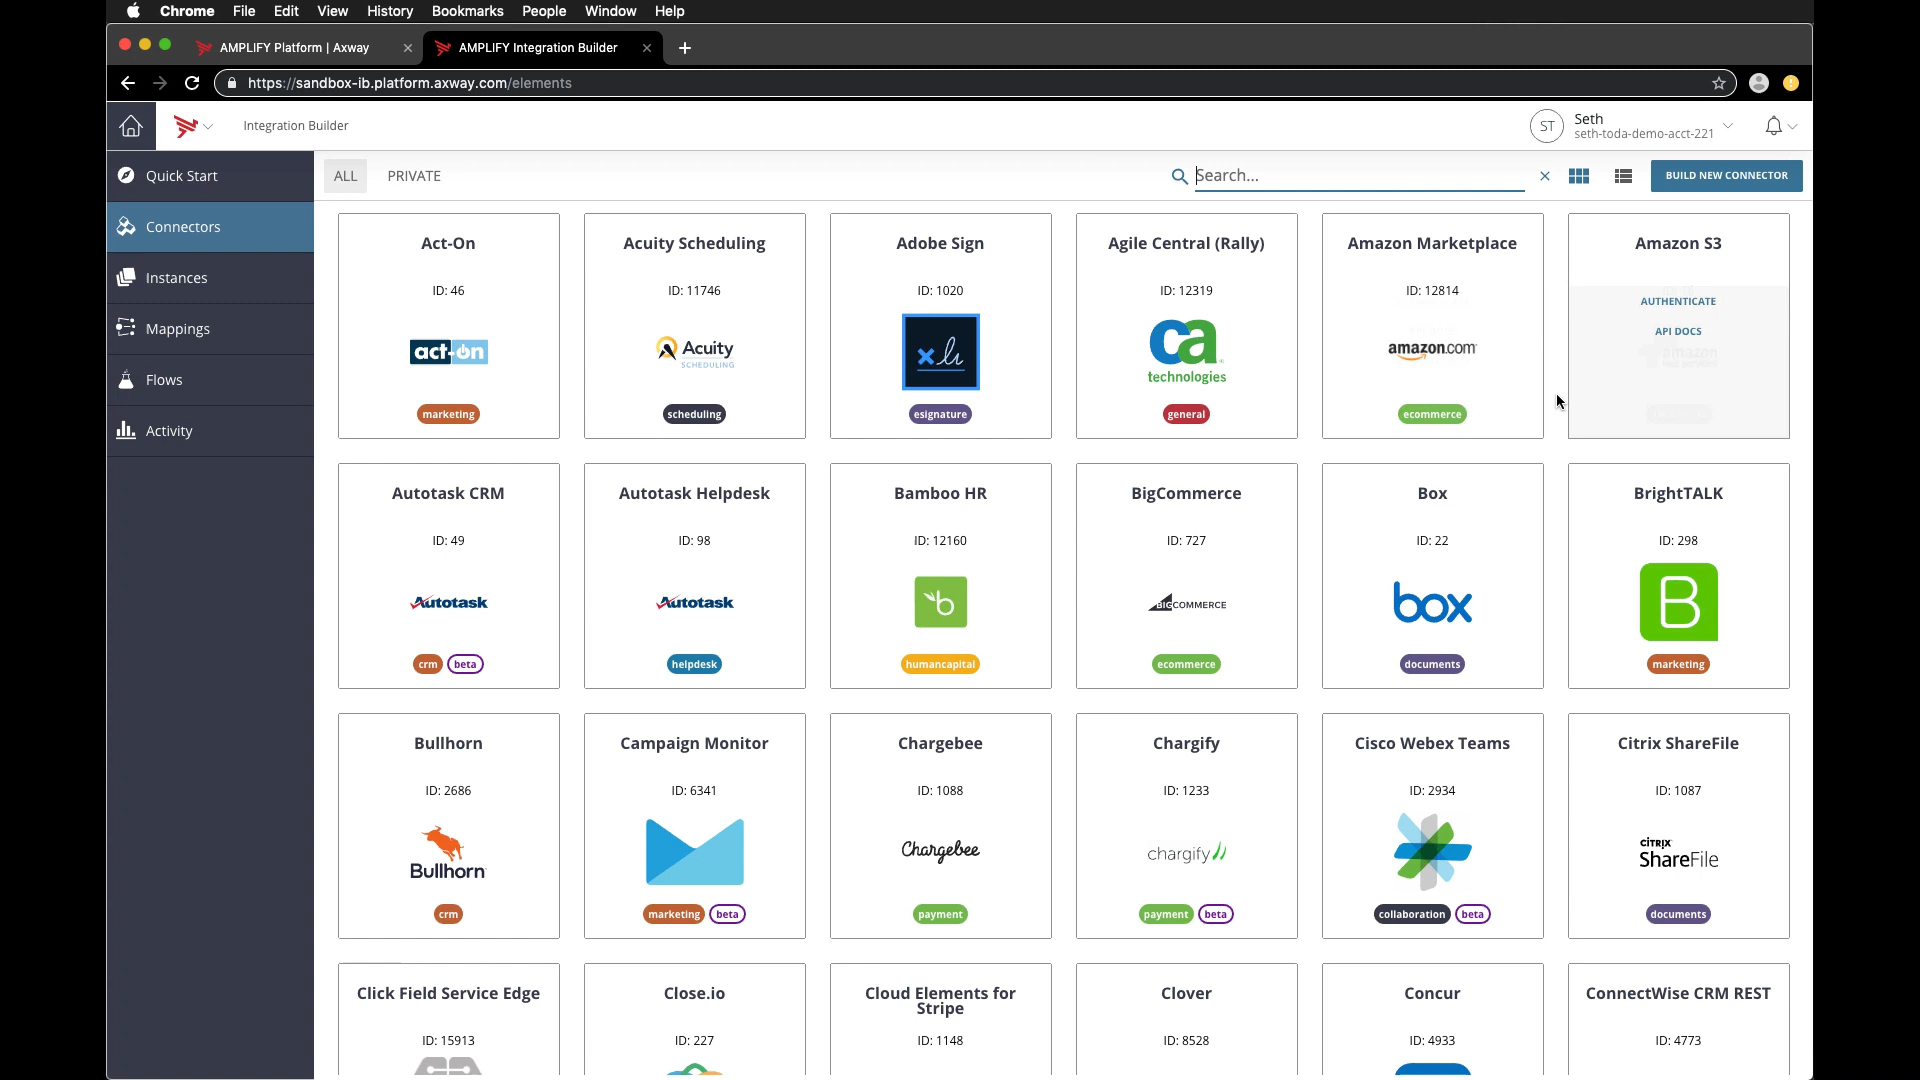 Chrome File Edit View History Bookmarks People Window Help
AMPLIFY Platform | Axway
AMPLIFY Integration Builder
https://sandbox-ib.platform.axway.com/elements
Integration Builder
ST
Seth
seth-toda-demo-acct-221
Quick Start
Connectors
Instances
Mappings
Flows
Activity
ALL
PRIVATE
Search...
BUILD NEW CONNECTOR
Act-On
ID: 46
act-on
marketing
Acuity Scheduling
ID: 11746
Acuity
SCHEDULING
scheduling
Adobe Sign
ID: 1020
esignature
Agile Central (Rally)
ID: 12319
ca
technologies
general
Amazon Marketplace
ID: 12814
amazon.com
ecommerce
Amazon S3
AUTHENTICATE
API DOCS
amazon
Autotask CRM
ID: 49
Autotask
crm
beta
Autotask Helpdesk
ID: 98
Autotask
helpdesk
Bamboo HR
ID: 12160
b
humancapital
BigCommerce
ID: 727
BIGCOMMERCE
ecommerce
Box
ID: 22
box
documents
BrightTALK
ID: 298
B
marketing
Bullhorn
ID: 2686
Bullhorn
crm
Campaign Monitor
ID: 6341
marketing
beta
Chargebee
ID: 1088
Chargebee
payment
Chargify
ID: 1233
chargify
payment
beta
Cisco Webex Teams
ID: 2934
collaboration
beta
Citrix ShareFile
ID: 1087
CITRIX
ShareFile
documents
Click Field Service Edge
ID: 15913
Close.io
ID: 227
Cloud Elements for
Stripe
ID: 1148
Clover
ID: 8528
Concur
ID: 4933
ConnectWise CRM REST
ID: 4773